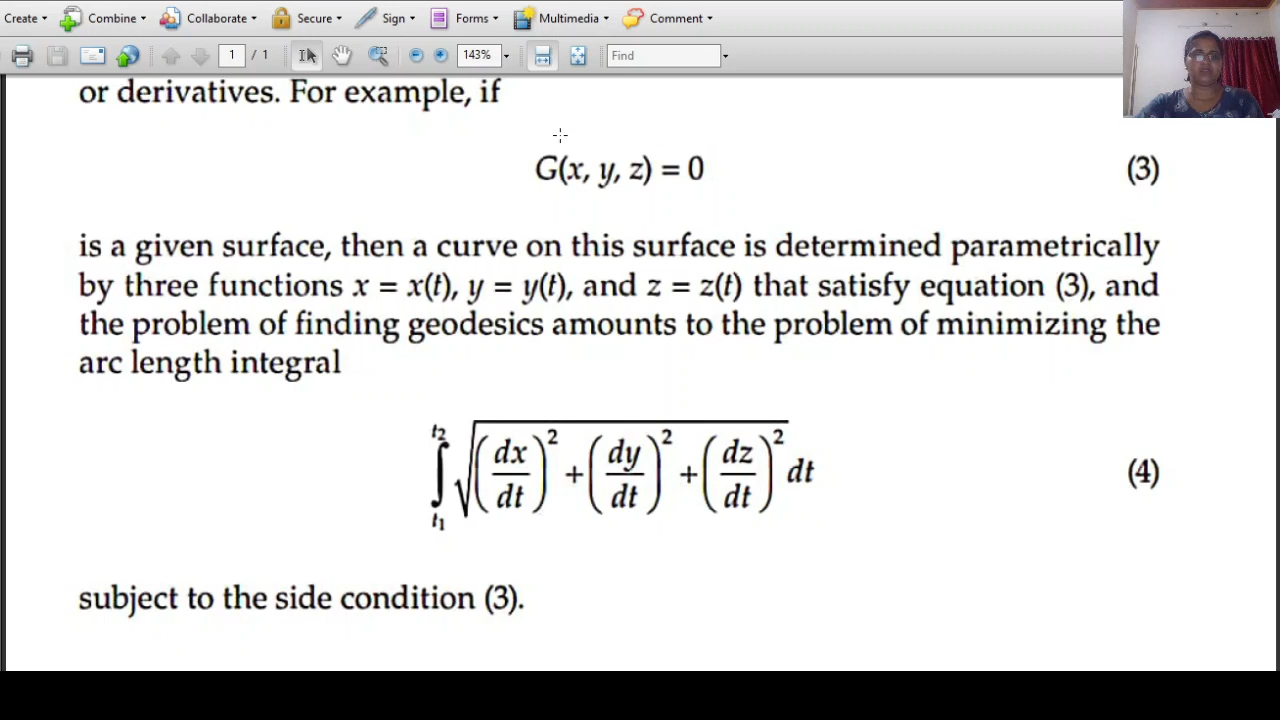 Create Combine Collaborate Secure Sign Forms Multimedia Comment
1 / 1 143% Find
or derivatives. For example, if
G(x, y, z) = 0 (3)
is a given surface, then a curve on this surface is determined parametrically
by three functions x = x(t), y = y(t), and z = z(t) that satisfy equation (3), and
the problem of finding geodesics amounts to the problem of minimizing the
arc length integral
∫_{t₁}^{t₂} √((dx/dt)² + (dy/dt)² + (dz/dt)²) dt (4)
subject to the side condition (3).